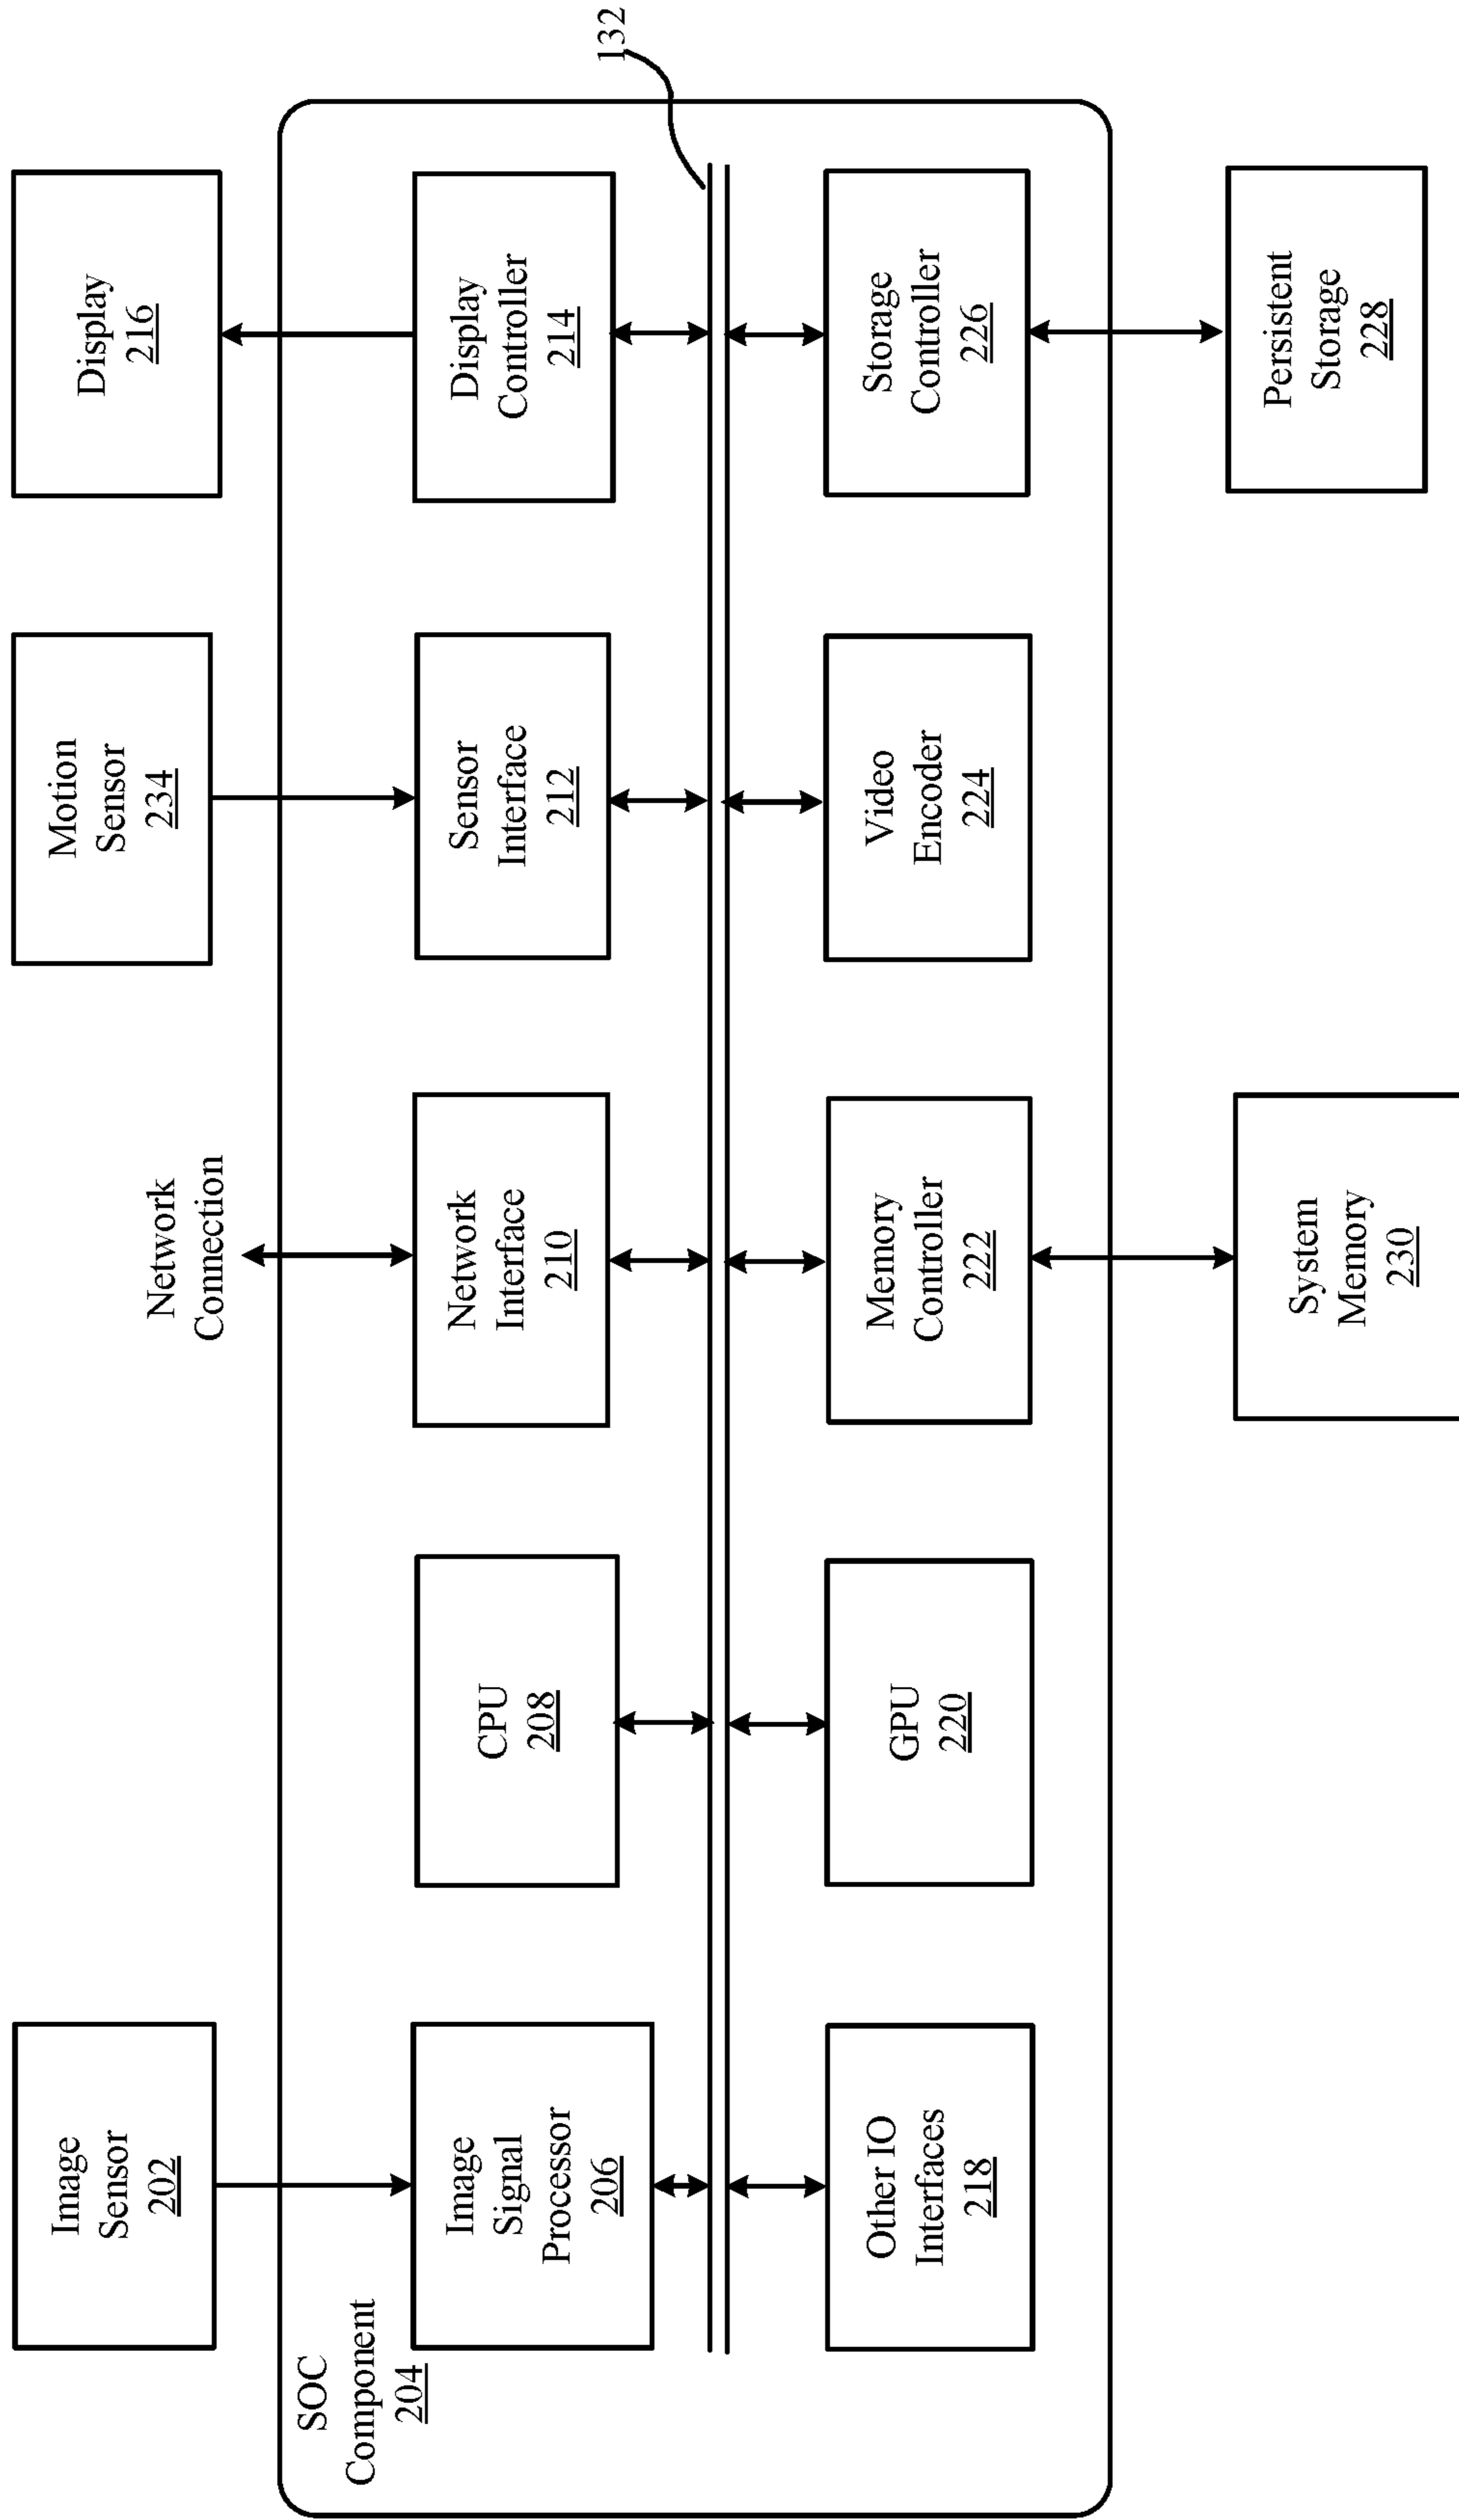 Image
Sensor
202
Network
Connection
Motion
Sensor
234
Display
216
SOC
Component
204
Image
Signal
Processor
206
CPU
208
Network
Interface
210
Sensor
Interface
212
Display
Controller
214
132
Other IO
Interfaces
218
GPU
220
Memory
Controller
222
Video
Encoder
224
Storage
Controller
226
System
Memory
230
Persistent
Storage
228